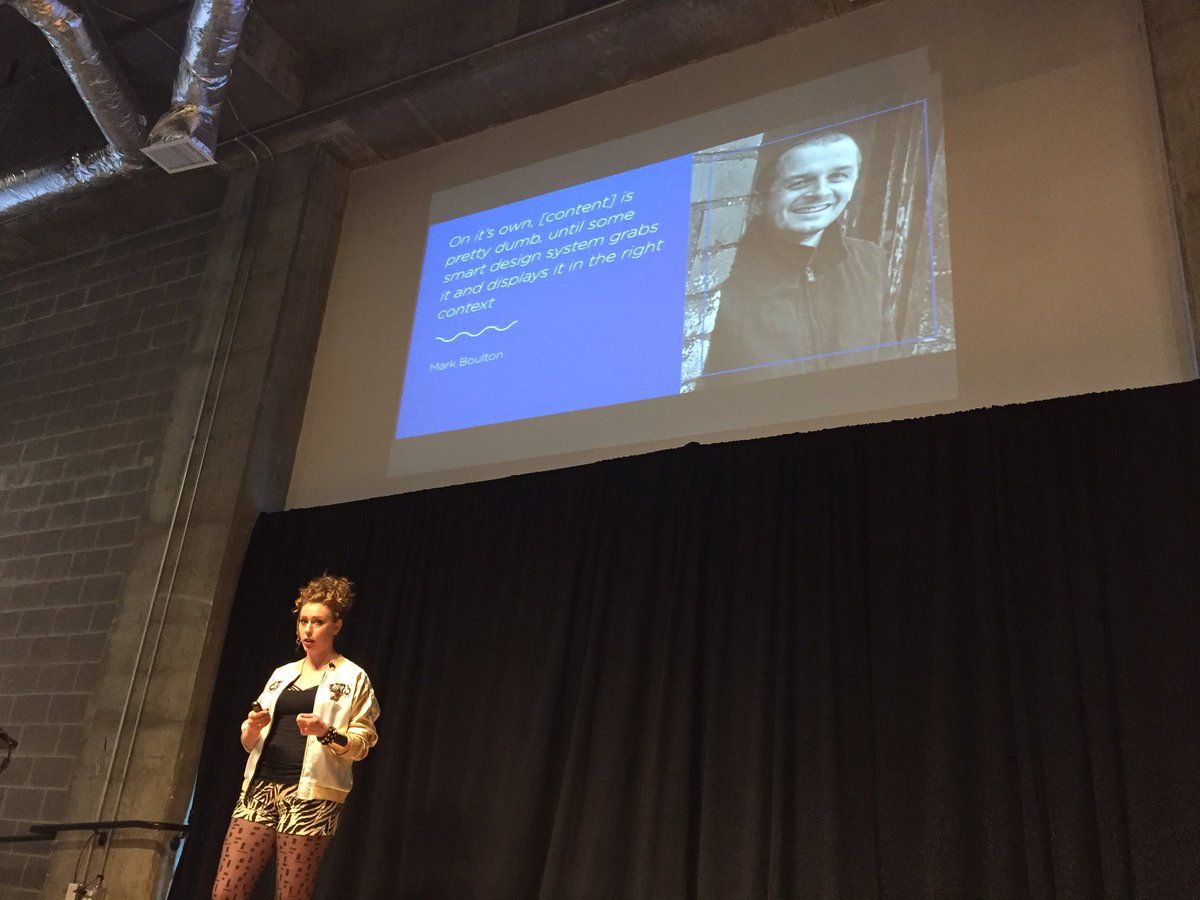 On it's own, [content] is
pretty dumb, until some
smart design system grabs
it and displays it in the right
context
Mark Boulton